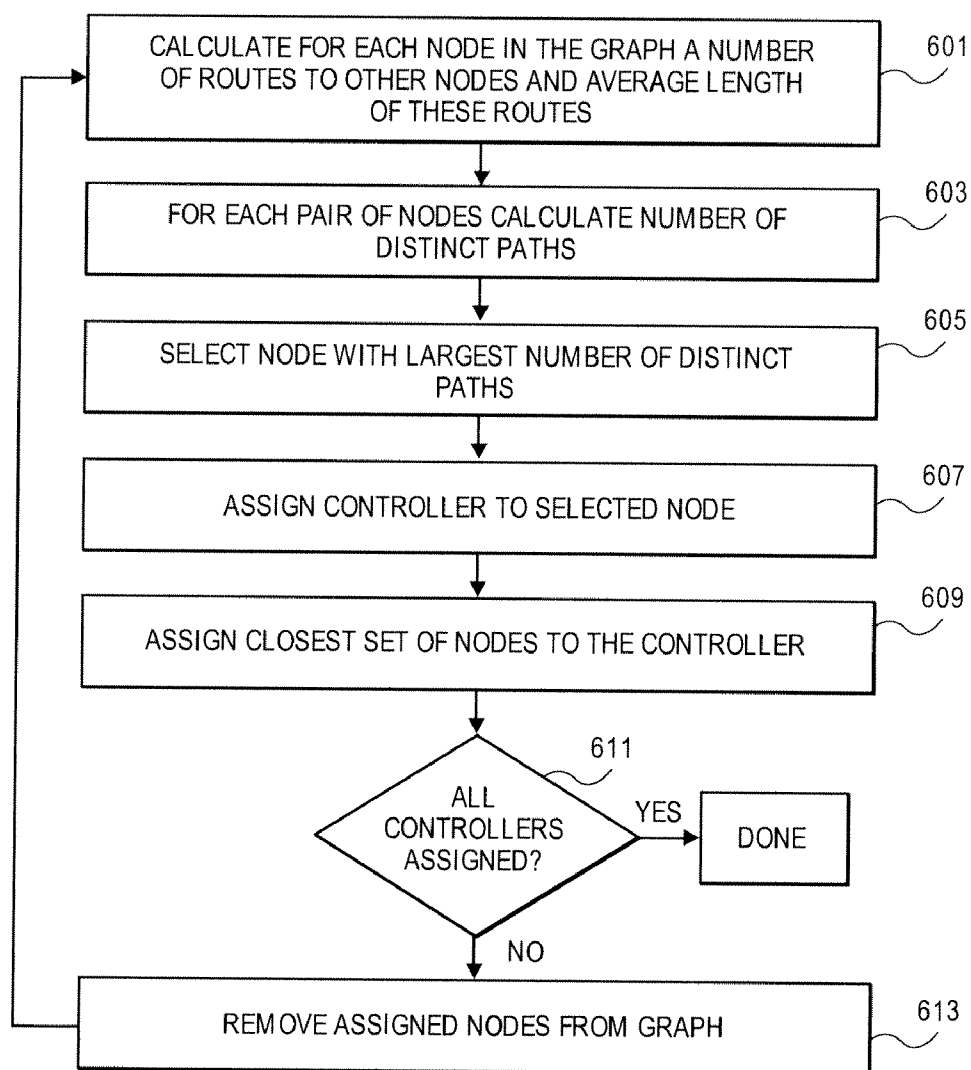 CALCULATE FOR EACH NODE IN THE GRAPH A NUMBER
OF ROUTES TO OTHER NODES AND AVERAGE LENGTH
OF THESE ROUTES
601
FOR EACH PAIR OF NODES CALCULATE NUMBER OF
DISTINCT PATHS
603
SELECT NODE WITH LARGEST NUMBER OF DISTINCT
PATHS
605
ASSIGN CONTROLLER TO SELECTED NODE
607
ASSIGN CLOSEST SET OF NODES TO THE CONTROLLER
609
ALL
CONTROLLERS
ASSIGNED?
611
YES
DONE
NO
REMOVE ASSIGNED NODES FROM GRAPH
613